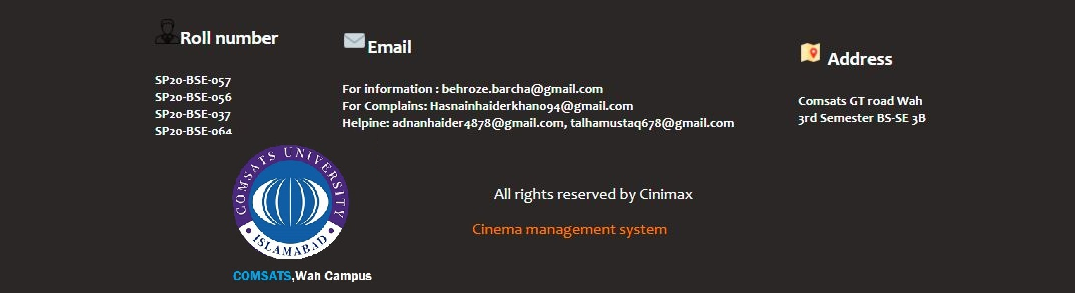 Roll number
SP20-BSE-057
SP20-BSE-056
SP20-BSE-037
SP20-BSE-064
Email
For information : behroze.barcha@gmail.com
For Complains: Hasnainhaiderkhan094@gmail.com
Helpine: adnanhaider4878@gmail.com, talhamustaq678@gmail.com
Address
Comsats GT road Wah
3rd Semester BS-SE 3B
COMSATS UNIVERSITY
ISLAMABAD
COMSATS,Wah Campus
All rights reserved by Cinimax
Cinema management system